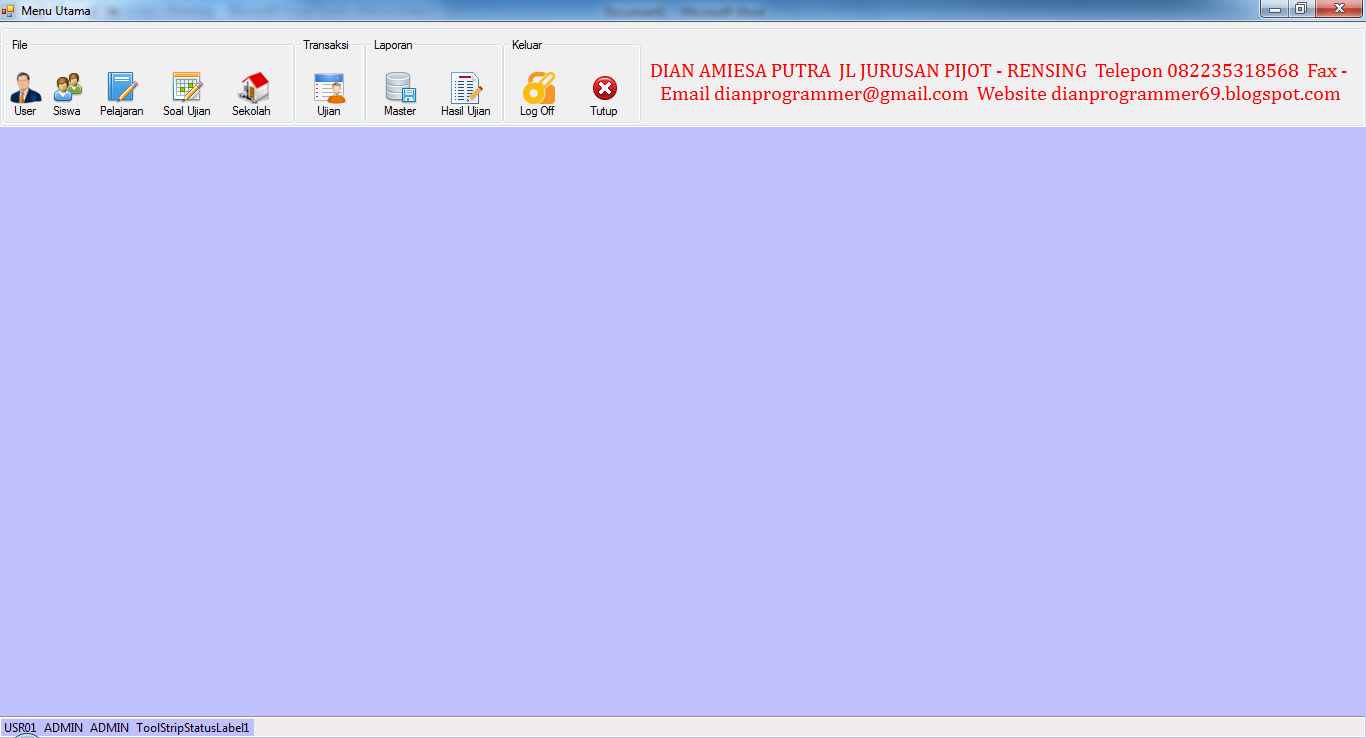 Menu Utama
File
Transaksi
Laporan
Keluar
User
Siswa
Pelajaran
Soal Ujian
Sekolah
Ujian
Master
Hasil Ujian
Log Off
Tutup
DIAN AMIESA PUTRA  JL JURUSAN PIJOT - RENSING  Telepon 082235318568  Fax -
Email dianprogrammer@gmail.com  Website dianprogrammer69.blogspot.com
USR01  ADMIN  ADMIN  ToolStripStatusLabel1